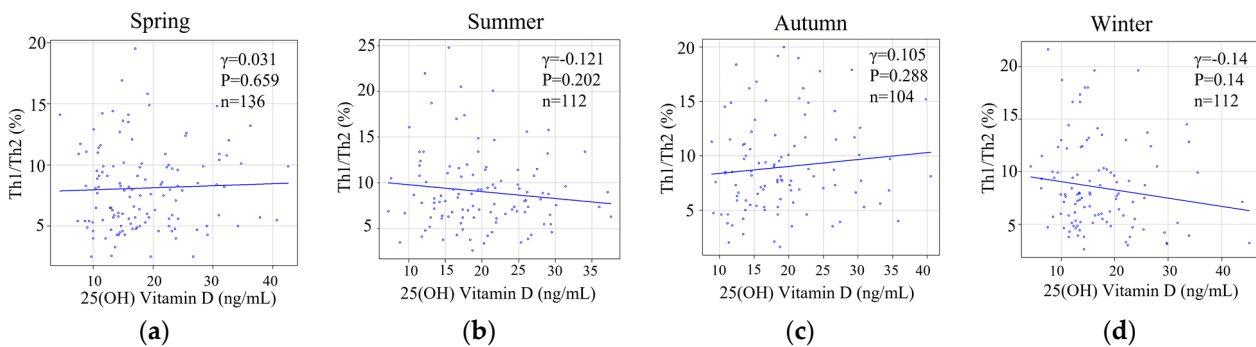 Spring
γ=0.031
P=0.659
n=136
20
15
10
5
Th1/Th2 (%)
10 20 30 40
25(OH) Vitamin D (ng/mL)
(a)
Summer
γ=-0.121
P=0.202
n=112
25
20
15
10
5
Th1/Th2 (%)
10 15 20 25 30 35
25(OH) Vitamin D (ng/mL)
(b)
Autumn
γ=0.105
P=0.288
n=104
20
15
10
5
Th1/Th2 (%)
10 15 20 25 30 35 40
25(OH) Vitamin D (ng/mL)
(c)
Winter
γ=-0.14
P=0.14
n=112
20
15
10
5
Th1/Th2 (%)
10 20 30 40
25(OH) Vitamin D (ng/mL)
(d)